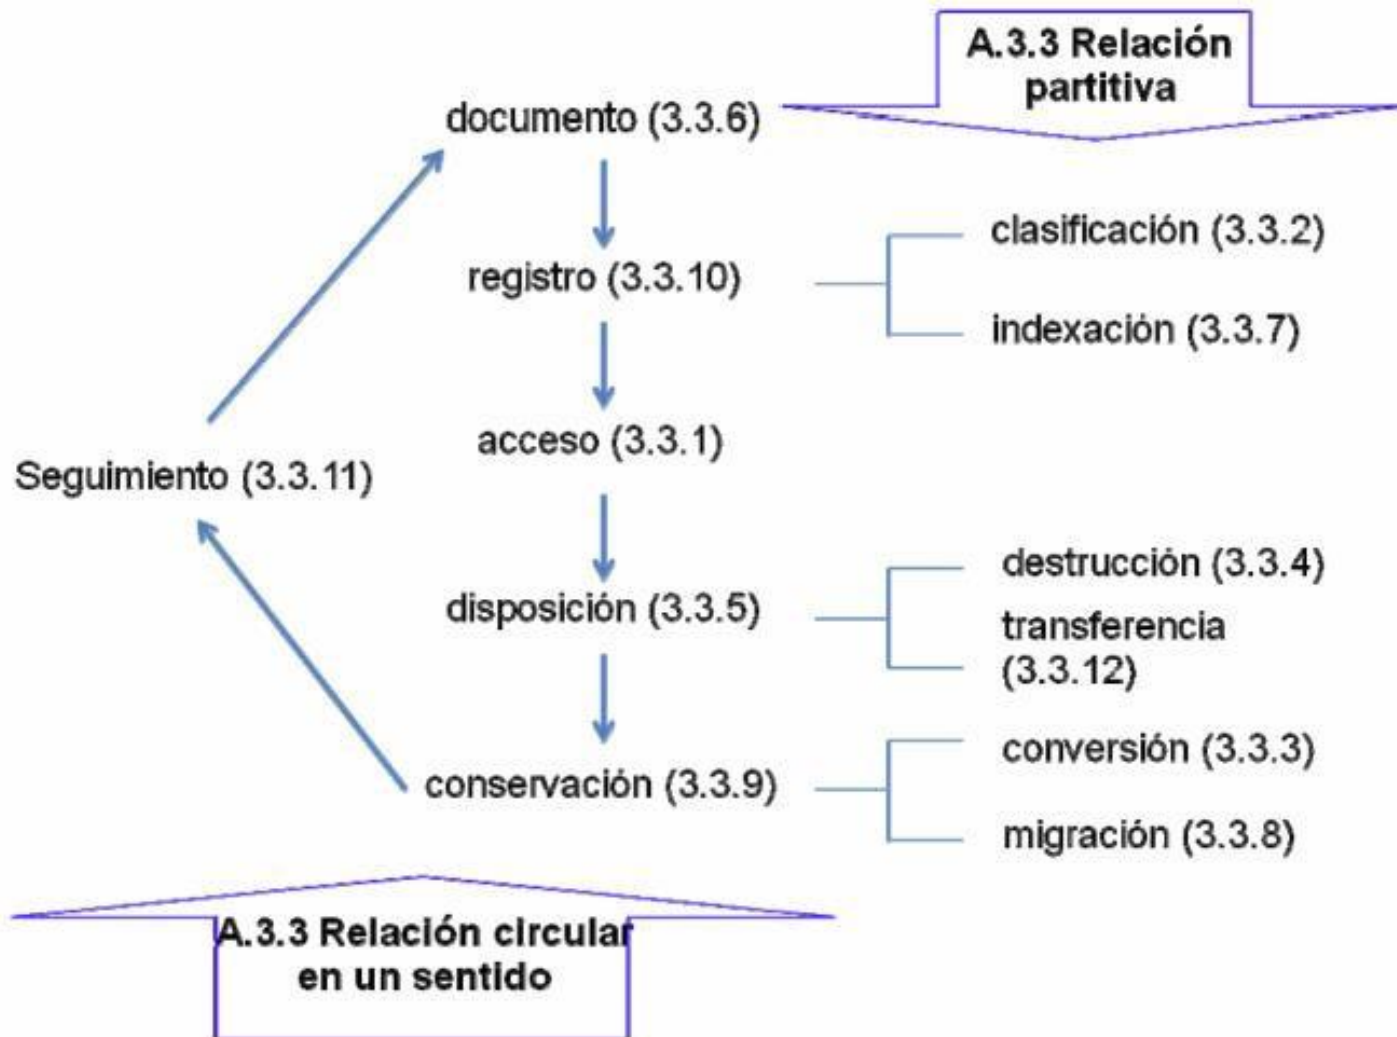 A.3.3 Relación
partitiva
documento (3.3.6)
clasificación (3.3.2)
registro (3.3.10)
indexación (3.3.7)
acceso (3.3.1)
Seguimiento (3.3.11)
destrucción (3.3.4)
disposición (3.3.5)
transferencia
(3.3.12)
conversión (3.3.3)
conservación (3.3.9)
migración (3.3.8)
A.3.3 Relación circular
en un sentido